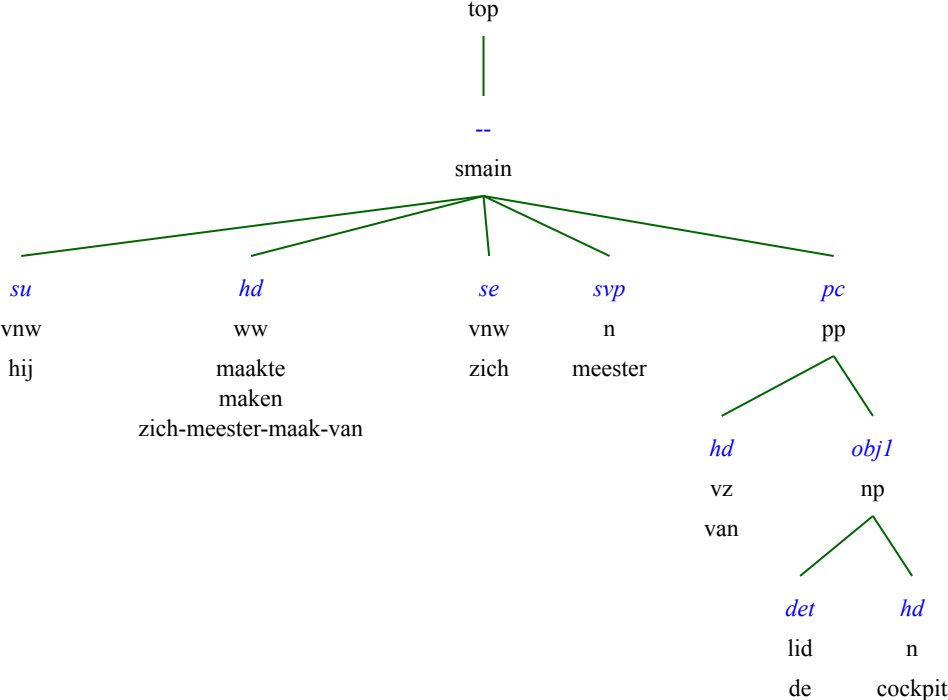 top
--
smain
su hd se svp pc
vnw ww vnw n pp
hij maakte zich meester
maken
zich-meester-maak-van
hd obj1
vz np
van
det hd
lid n
de cockpit